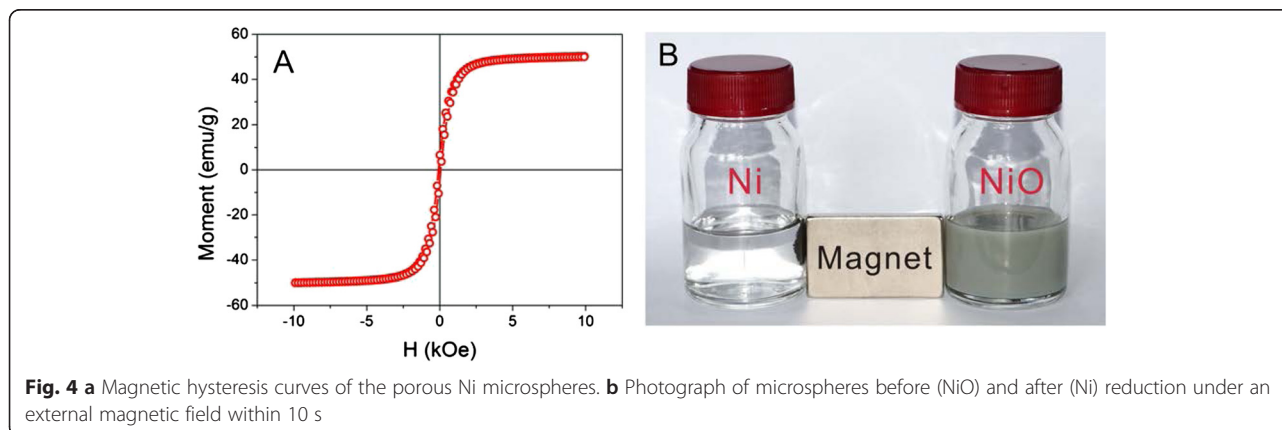 A
60
40
20
0
-20
-40
-60
Moment (emu/g)
-10 -5 0 5 10
H (kOe)
B
Ni
NiO
Magnet
Fig. 4 a Magnetic hysteresis curves of the porous Ni microspheres. b Photograph of microspheres before (NiO) and after (Ni) reduction under an
external magnetic field within 10 s